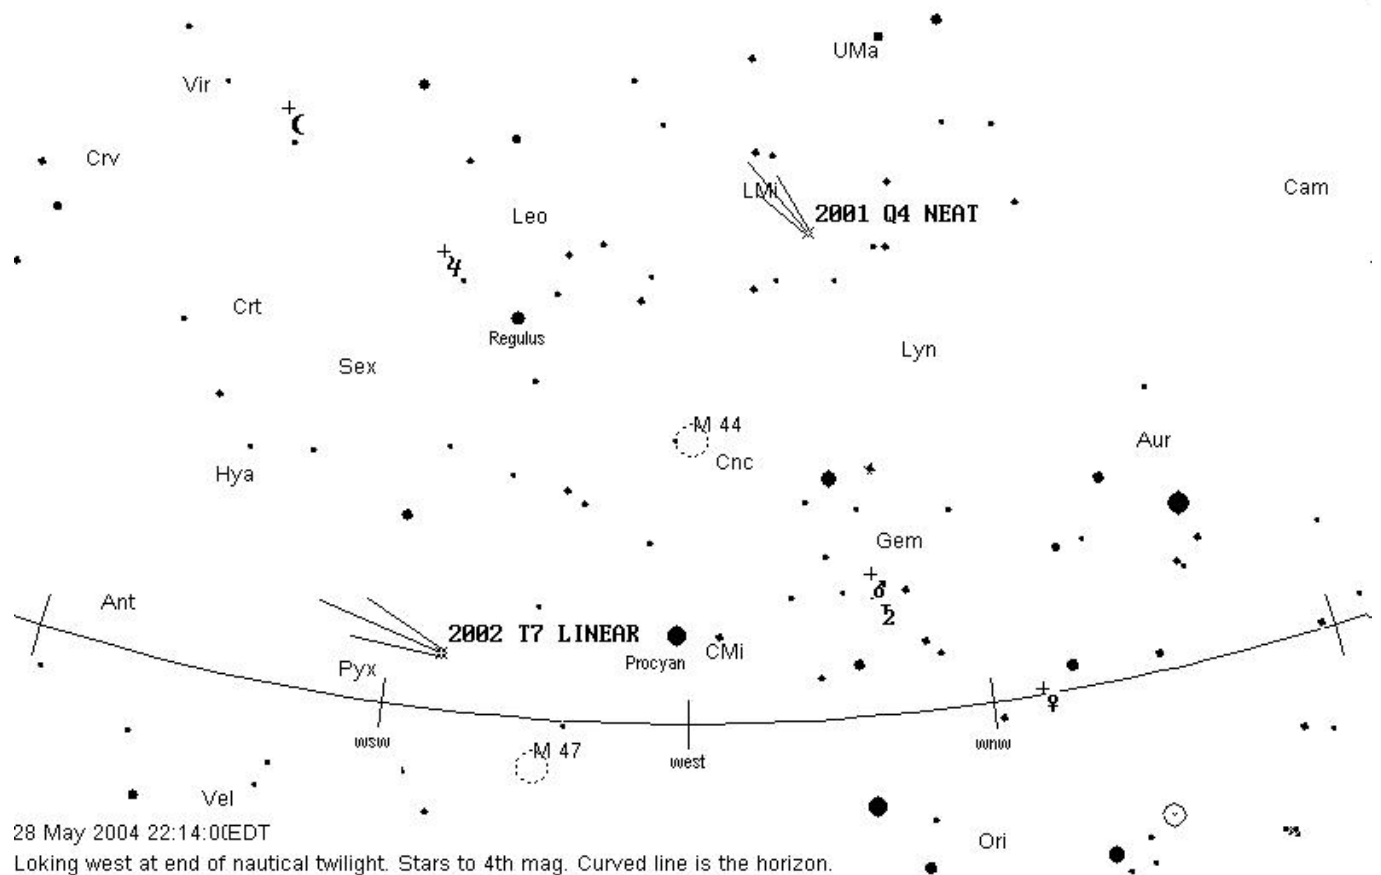 UMa
Vir
Crv
LMi
Cam
2001 Q4 NEAT
Leo
Crt
Regulus
Lyn
Sex
M 44
Aur
Cnc
Hya
Gem
Ant
2002 T7 LINEAR
CMi
Procyan
Pyx
wsw
wnw
M 47
west
Vel
28 May 2004 22:14:00EDT
Ori
Loking west at end of nautical twilight. Stars to 4th mag. Curved line is the horizon.